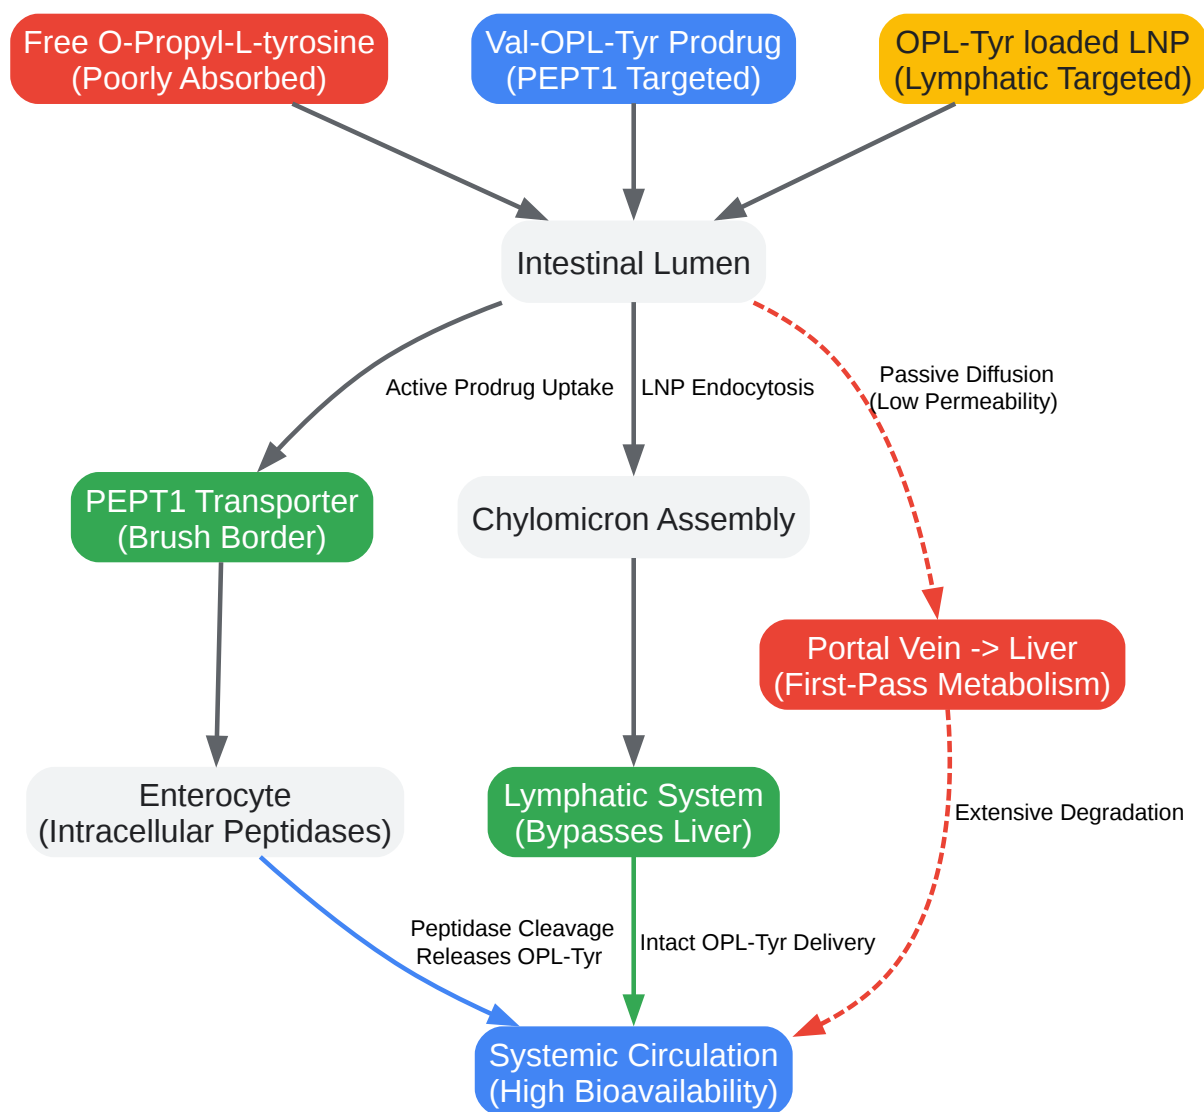 Free O-Propyl-L-tyrosine
(Poorly Absorbed)
Val-OPL-Tyr Prodrug
(PEPT1 Targeted)
OPL-Tyr loaded LNP
(Lymphatic Targeted)
Intestinal Lumen
Active Prodrug Uptake
LNP Endocytosis
Passive Diffusion
(Low Permeability)
PEPT1 Transporter
(Brush Border)
Chylomicron Assembly
Portal Vein -> Liver
(First-Pass Metabolism)
Enterocyte
(Intracellular Peptidases)
Lymphatic System
(Bypasses Liver)
Extensive Degradation
Peptidase Cleavage
Releases OPL-Tyr
Intact OPL-Tyr Delivery
Systemic Circulation
(High Bioavailability)